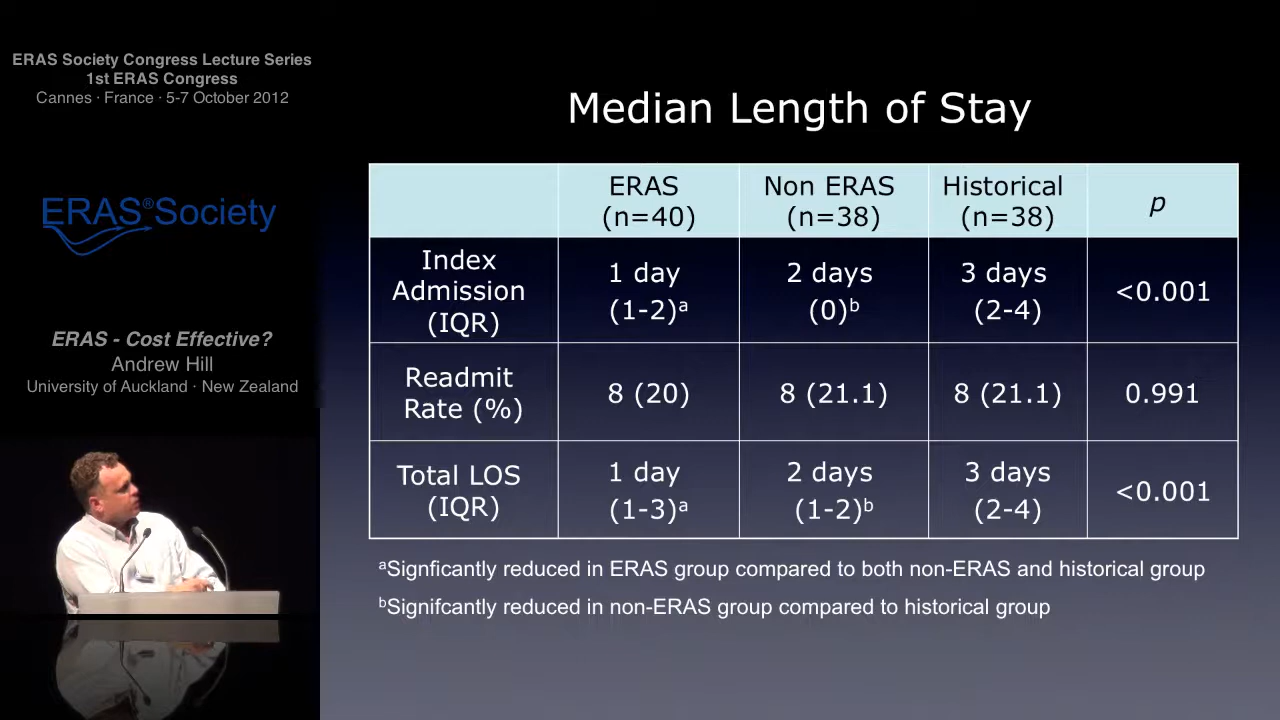 ERAS Society Congress Lecture Series
1st ERAS Congress
Cannes · France · 5-7 October 2012
ERAS®Society
ERAS - Cost Effective?
Andrew Hill
University of Auckland · New Zealand
Median Length of Stay
ERAS (n=40) Non ERAS (n=38) Historical (n=38) p
Index Admission (IQR) 1 day (1-2)a 2 days (0)b 3 days (2-4) <0.001
Readmit Rate (%) 8 (20) 8 (21.1) 8 (21.1) 0.991
Total LOS (IQR) 1 day (1-3)a 2 days (1-2)b 3 days (2-4) <0.001
aSignficantly reduced in ERAS group compared to both non-ERAS and historical group
bSignifcantly reduced in non-ERAS group compared to historical group